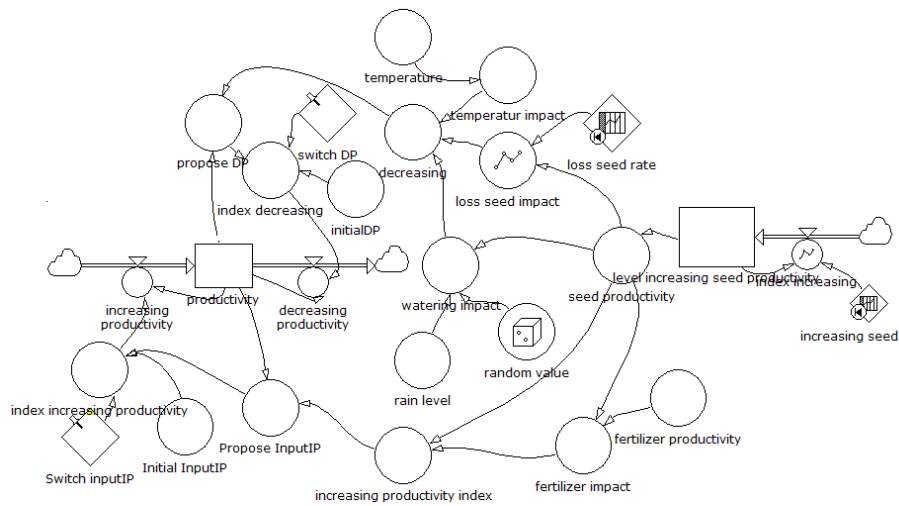 temperature
temperatur impact
switch DP
propose DP
decreasing
loss seed rate
loss seed impact
index decreasing
initialDP
level increasing seed productivity
index increasing
productivity
increasing
productivity
decreasing
productivity
watering impact
seed productivity
increasing seed
random value
rain level
index increasing productivity
Propose InputIP
fertilizer productivity
Initial InputIP
Switch inputIP
increasing productivity index
fertilizer impact